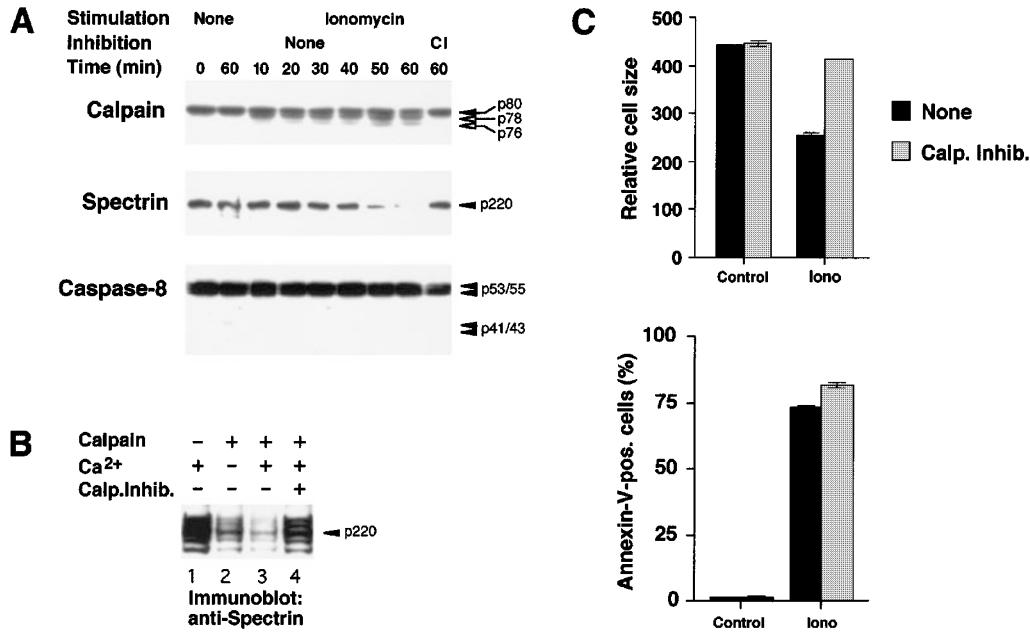 A
Stimulation None Ionomycin
Inhibition None CI
Time (min) 0 60 10 20 30 40 50 60 60
Calpain
p80
p78
p76
Spectrin
p220
Caspase-8
p53/55
p41/43
B
Calpain – + + +
Ca2+ + – + +
Calp.Inhib. – – – +
p220
1 2 3 4
Immunoblot:
anti-Spectrin
C
Relative cell size
500
400
300
200
100
0
Control Iono
None
Calp. Inhib.
Annexin-V-pos. cells (%)
100
75
50
25
0
Control Iono